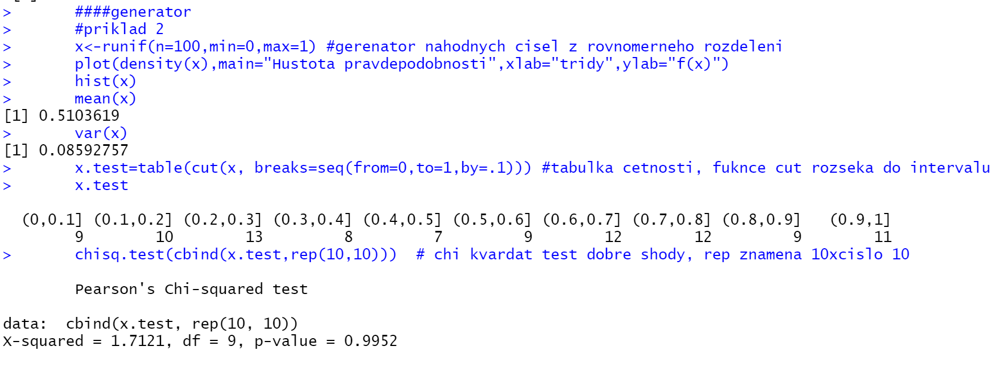 >       ####generator
>       #priklad 2
>       x<-runif(n=100,min=0,max=1) #gerenator nahodnych cisel z rovnomerneho rozdeleni
>       plot(density(x),main="Hustota pravdepodobnosti",xlab="tridy",ylab="f(x)")
>       hist(x)
>       mean(x)
[1] 0.5103619
>       var(x)
[1] 0.08592757
>       x.test=table(cut(x, breaks=seq(from=0,to=1,by=.1))) #tabulka cetnosti, fuknce cut rozseka do intervalu
>       x.test
  (0,0.1] (0.1,0.2] (0.2,0.3] (0.3,0.4] (0.4,0.5] (0.5,0.6] (0.6,0.7] (0.7,0.8] (0.8,0.9]   (0.9,1]
        9        10        13         8         7         9        12        12         9        11
>       chisq.test(cbind(x.test,rep(10,10)))  # chi kvardat test dobre shody, rep znamena 10xcislo 10
        Pearson's Chi-squared test
data:  cbind(x.test, rep(10, 10))
X-squared = 1.7121, df = 9, p-value = 0.9952